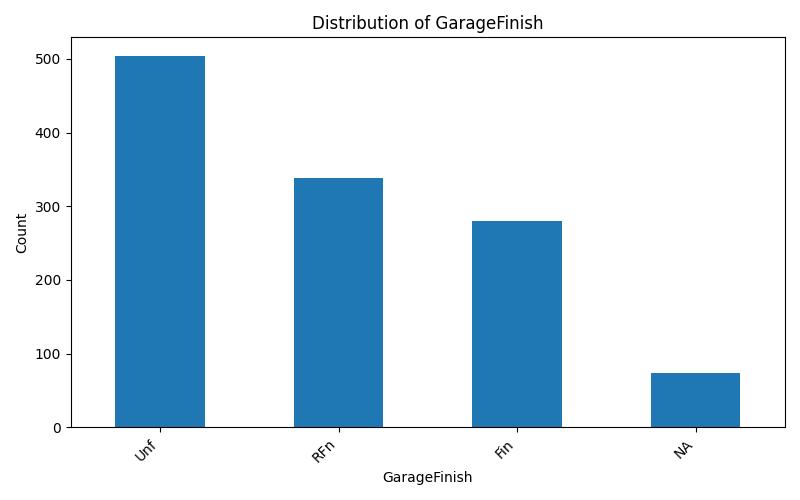 Distribution of GarageFinish
500
400
300
200
100
0
Count
Unf
RFn
Fin
NA
GarageFinish